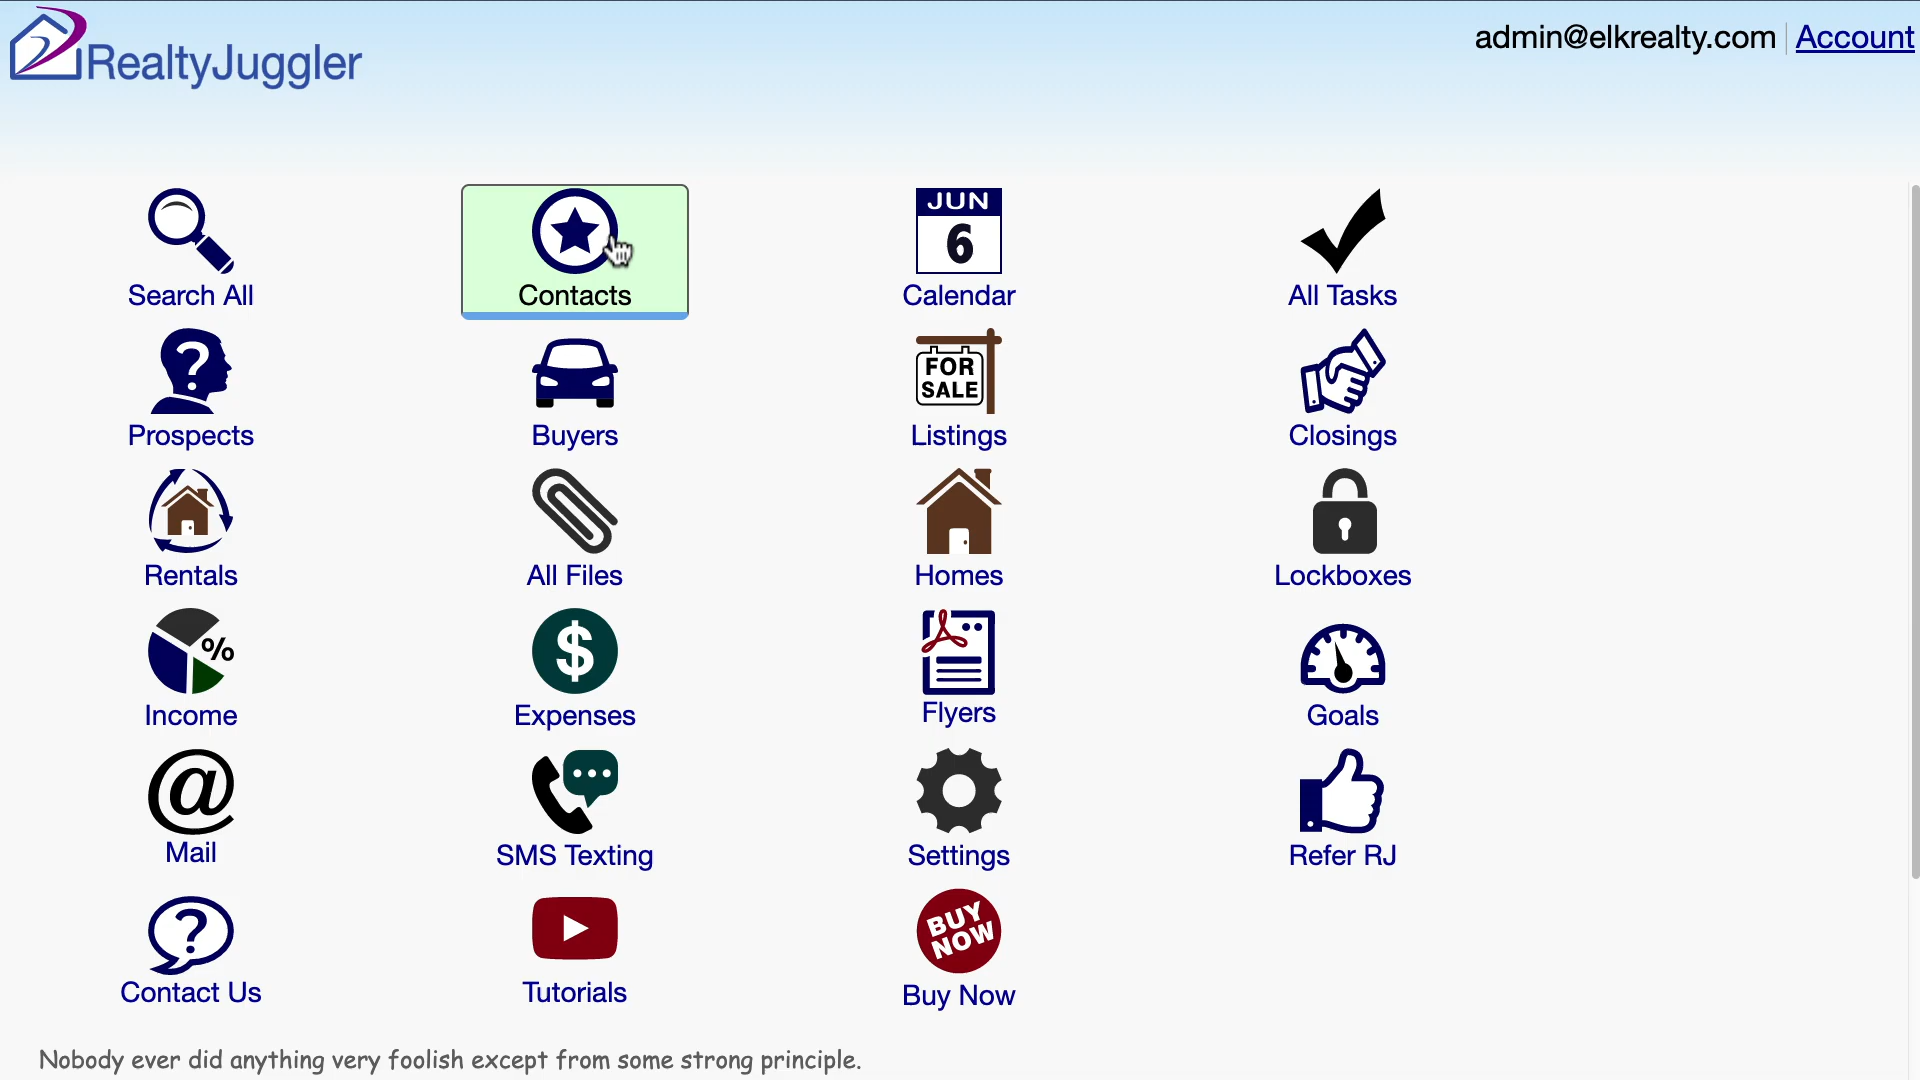 RealtyJuggler
admin@elkrealty.com Account
JUN
6
Search All
Contacts
Calendar
All Tasks
?
FOR
SALE
Prospects
Buyers
Listings
Closings
Rentals
All Files
Homes
Lockboxes
%
$
Income
Expenses
Flyers
Goals
@
Mail
SMS Texting
Settings
Refer RJ
?
BUY
NOW
Contact Us
Tutorials
Buy Now
Nobody ever did anything very foolish except from some strong principle.